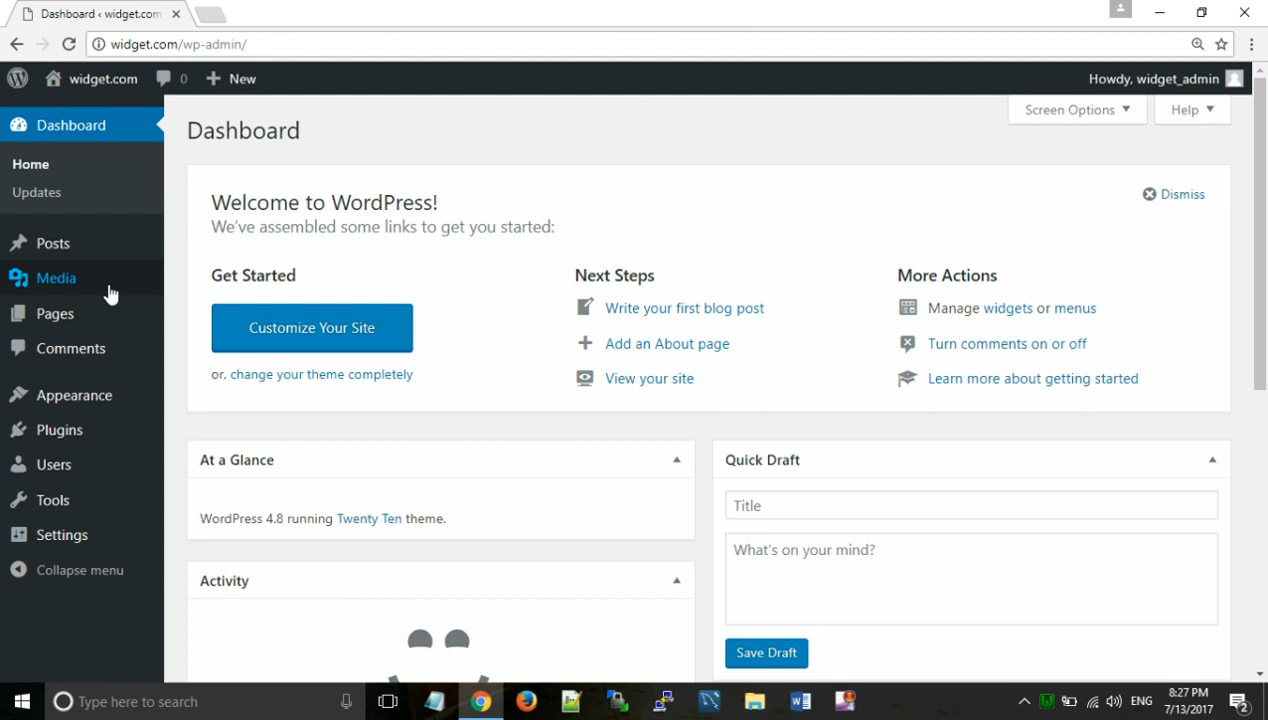 Dashboard ‹ widget.com
widget.com/wp-admin/
widget.com 0 New Howdy, widget_admin
Dashboard
Home
Updates
Posts
Media
Pages
Comments
Appearance
Plugins
Users
Tools
Settings
Collapse menu
Screen Options Help
Dashboard
Welcome to WordPress!
Dismiss
We've assembled some links to get you started:
Get Started
Customize Your Site
or, change your theme completely
Next Steps
Write your first blog post
Add an About page
View your site
More Actions
Manage widgets or menus
Turn comments on or off
Learn more about getting started
At a Glance
WordPress 4.8 running Twenty Ten theme.
Activity
Quick Draft
Title
What's on your mind?
Save Draft
Type here to search
ENG
8:27 PM
7/13/2017
2